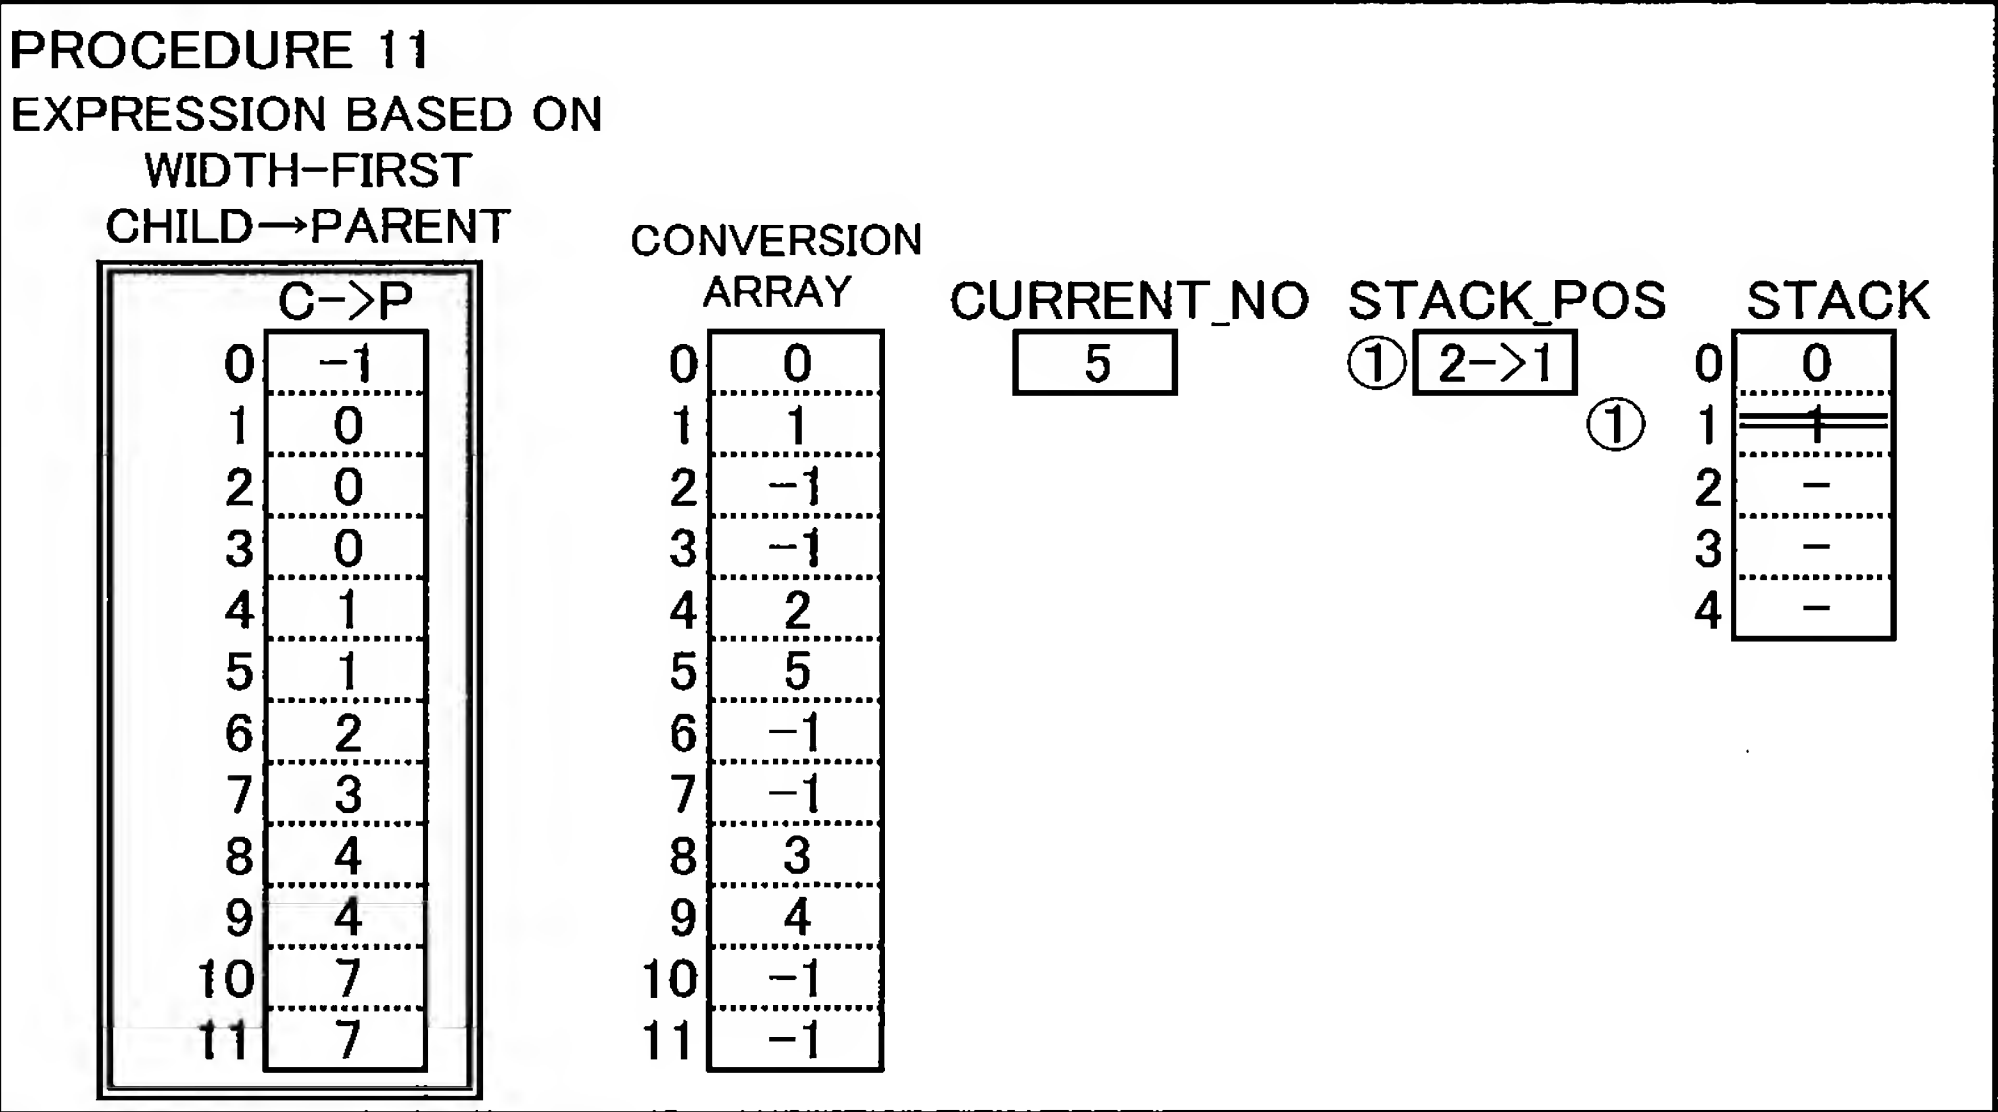 PROCEDURE 11
EXPRESSION BASED ON
WIDTH-FIRST
CHILD→PARENT
CONVERSION
ARRAY
C->P
CURRENT_NO STACK_POS STACK
0 -1 0 0 5 ① 2->1 0 0
1 0 1 1 ① 1 1
2 0 2 -1 2 -
3 0 3 -1 3 -
4 1 4 2 4 -
5 1 5 5
6 2 6 -1
7 3 7 -1
8 4 8 3
9 4 9 4
10 7 10 -1
11 7 11 -1